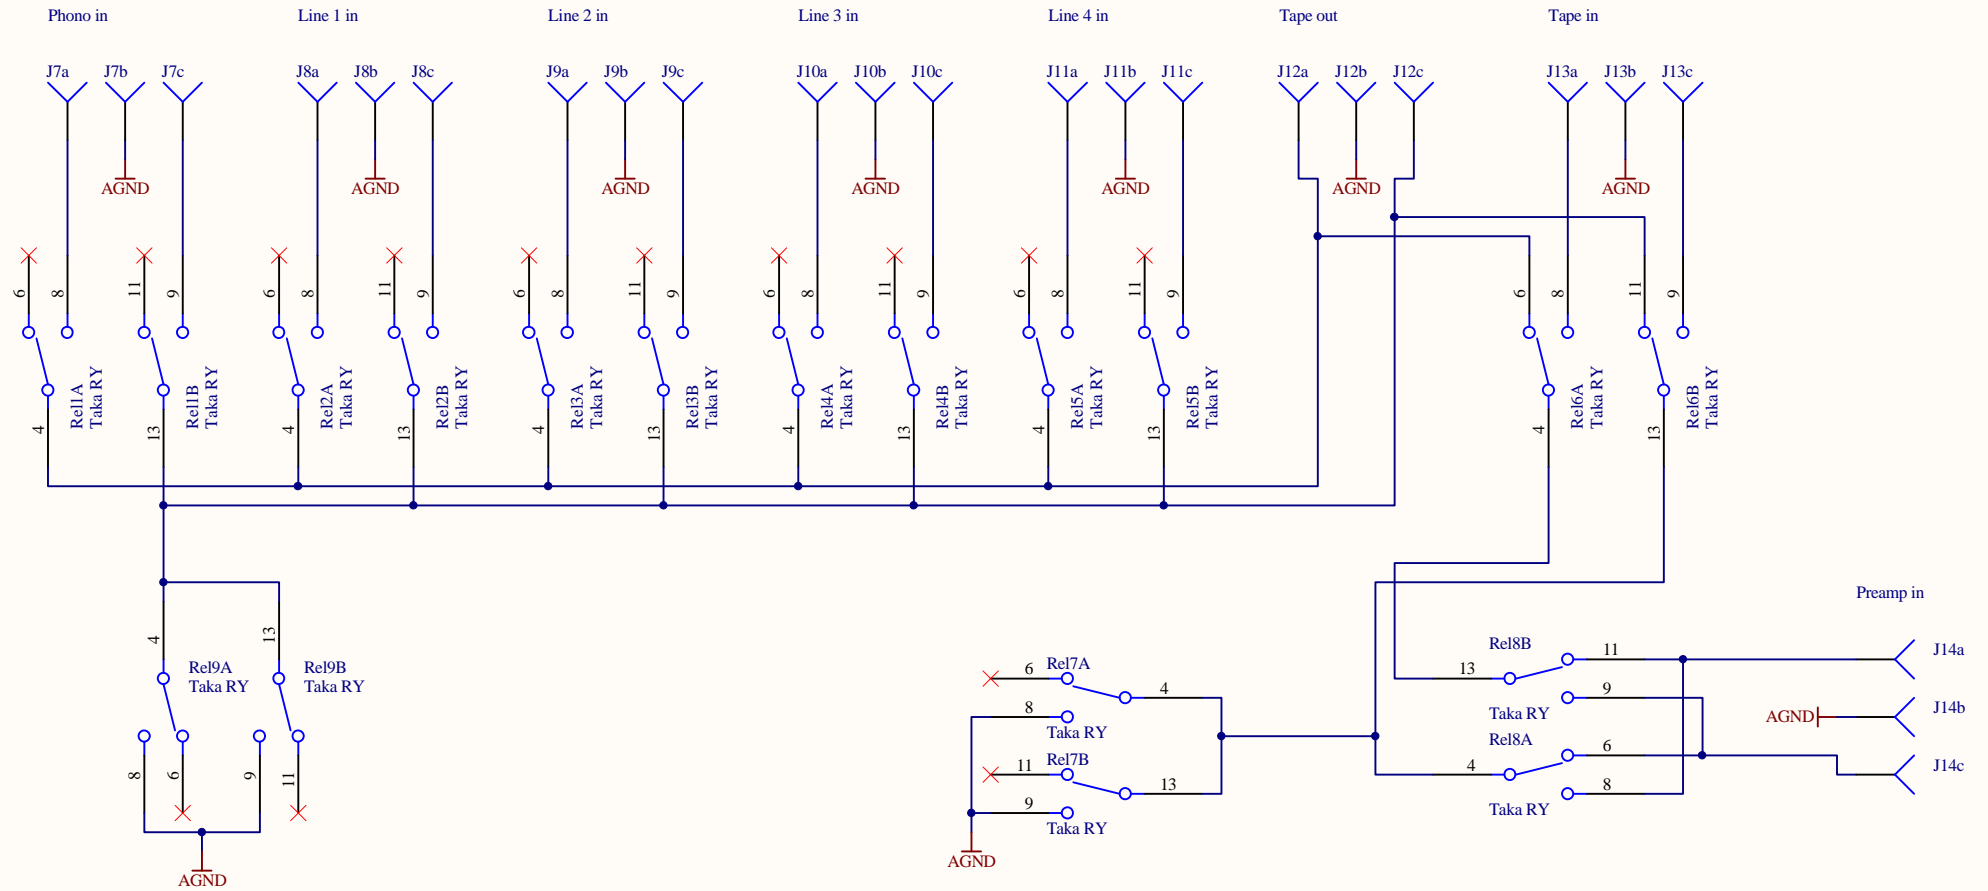 Phono in
Line 1 in
Line 2 in
Line 3 in
Line 4 in
Tape out
Tape in
J7a
J7b
J7c
J8a
J8b
J8c
J9a
J9b
J9c
J10a
J10b
J10c
J11a
J11b
J11c
J12a
J12b
J12c
J13a
J13b
J13c
AGND
AGND
AGND
AGND
AGND
AGND
AGND
6
8
11
9
6
8
11
9
6
8
11
9
6
8
11
9
6
8
11
9
6
8
11
9
Rel1A
Taka RY
Rel1B
Taka RY
Rel2A
Taka RY
Rel2B
Taka RY
Rel3A
Taka RY
Rel3B
Taka RY
Rel4A
Taka RY
Rel4B
Taka RY
Rel5A
Taka RY
Rel5B
Taka RY
Rel6A
Taka RY
Rel6B
Taka RY
4
13
4
13
4
13
4
13
4
13
4
13
4
13
Rel9A
Taka RY
Rel9B
Taka RY
8
6
9
11
AGND
6
Rel7A
4
8
Taka RY
11
Rel7B
13
9
Taka RY
AGND
Preamp in
Rel8B
11
13
9
Taka RY
Rel8A
6
4
8
Taka RY
J14a
AGND
J14b
J14c